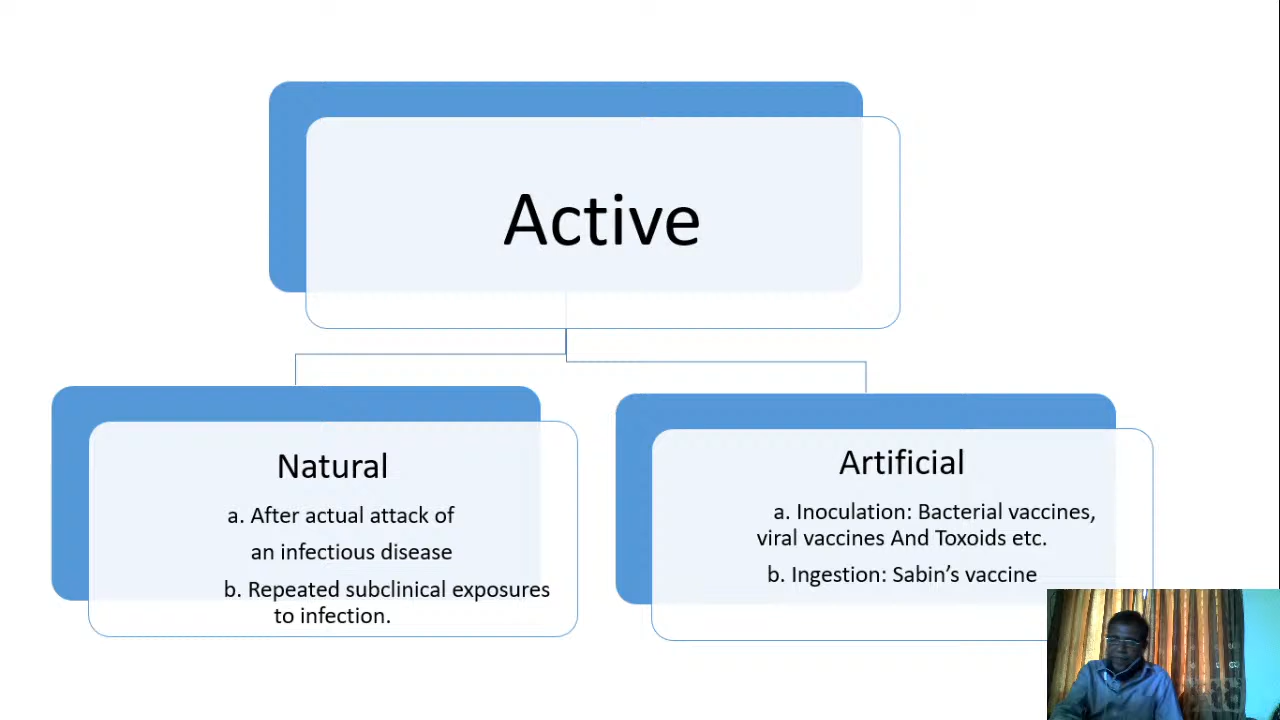 Active
Natural
a. After actual attack of
an infectious disease
b. Repeated subclinical exposures
to infection.
Artificial
a. Inoculation: Bacterial vaccines,
viral vaccines And Toxoids etc.
b. Ingestion: Sabin’s vaccine